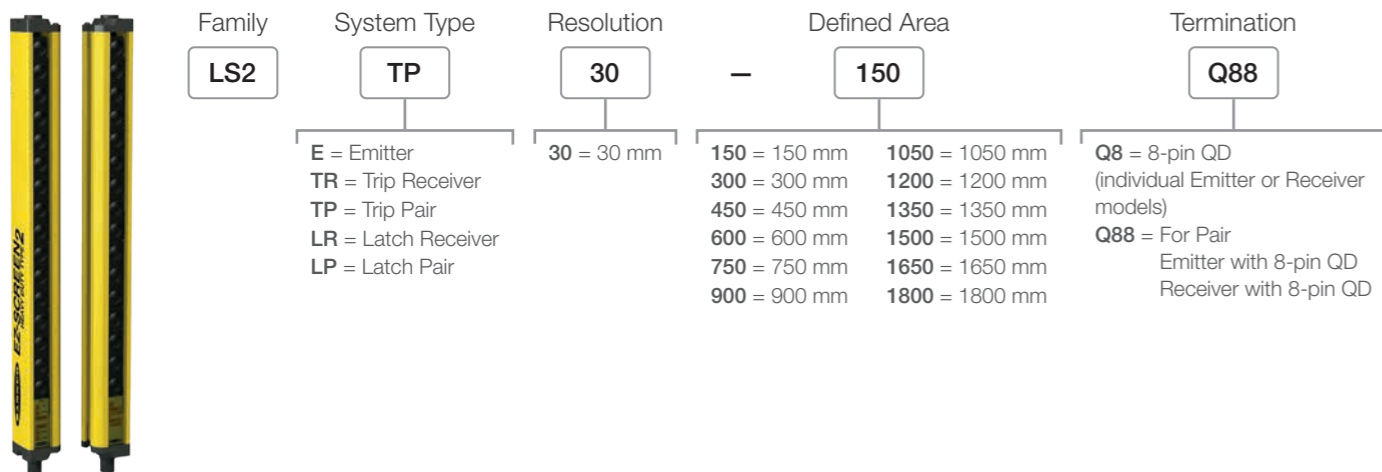 Family System Type Resolution Defined Area Termination
LS2 TP 30 – 150 Q88
E = Emitter
TR = Trip Receiver
TP = Trip Pair
LR = Latch Receiver
LP = Latch Pair
30 = 30 mm
150 = 150 mm 1050 = 1050 mm
300 = 300 mm 1200 = 1200 mm
450 = 450 mm 1350 = 1350 mm
600 = 600 mm 1500 = 1500 mm
750 = 750 mm 1650 = 1650 mm
900 = 900 mm 1800 = 1800 mm
Q8 = 8-pin QD
(individual Emitter or Receiver
models)
Q88 = For Pair
Emitter with 8-pin QD
Receiver with 8-pin QD
EZ-SCREEN2